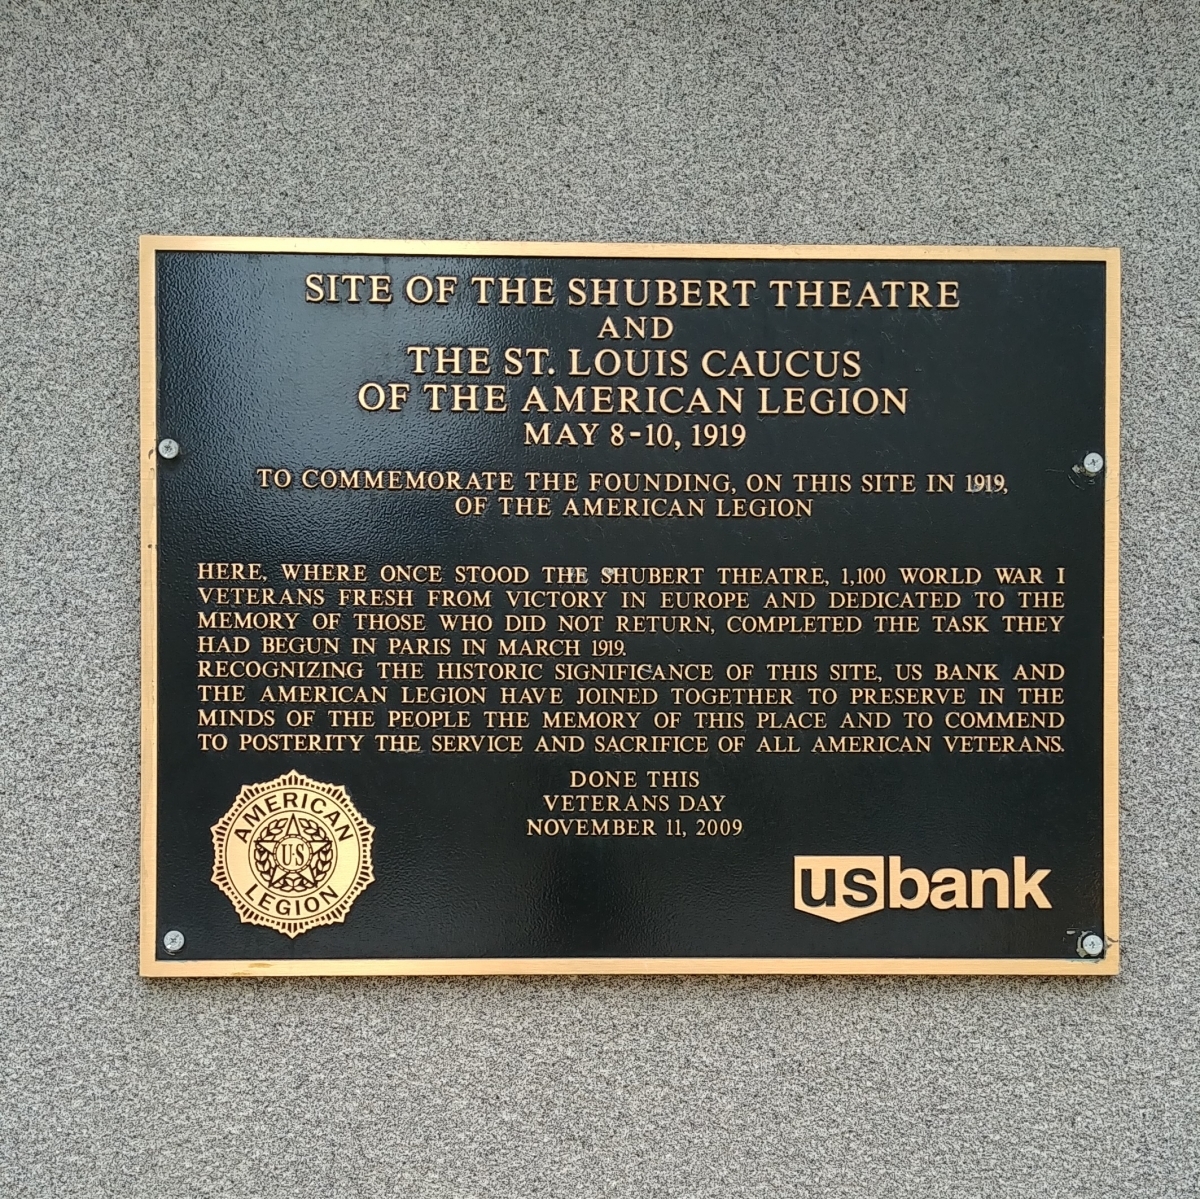 SITE OF THE SHUBERT THEATRE
AND
THE ST. LOUIS CAUCUS
OF THE AMERICAN LEGION
MAY 8-10, 1919
TO COMMEMORATE THE FOUNDING, ON THIS SITE IN 1919,
OF THE AMERICAN LEGION
HERE, WHERE ONCE STOOD THE SHUBERT THEATRE, 1,100 WORLD WAR I
VETERANS FRESH FROM VICTORY IN EUROPE AND DEDICATED TO THE
MEMORY OF THOSE WHO DID NOT RETURN, COMPLETED THE TASK THEY
HAD BEGUN IN PARIS IN MARCH 1919.
RECOGNIZING THE HISTORIC SIGNIFICANCE OF THIS SITE, US BANK AND
THE AMERICAN LEGION HAVE JOINED TOGETHER TO PRESERVE IN THE
MINDS OF THE PEOPLE THE MEMORY OF THIS PLACE AND TO COMMEND
TO POSTERITY THE SERVICE AND SACRIFICE OF ALL AMERICAN VETERANS.
DONE THIS
VETERANS DAY
NOVEMBER 11, 2009
AMERICAN
US
LEGION
usbank